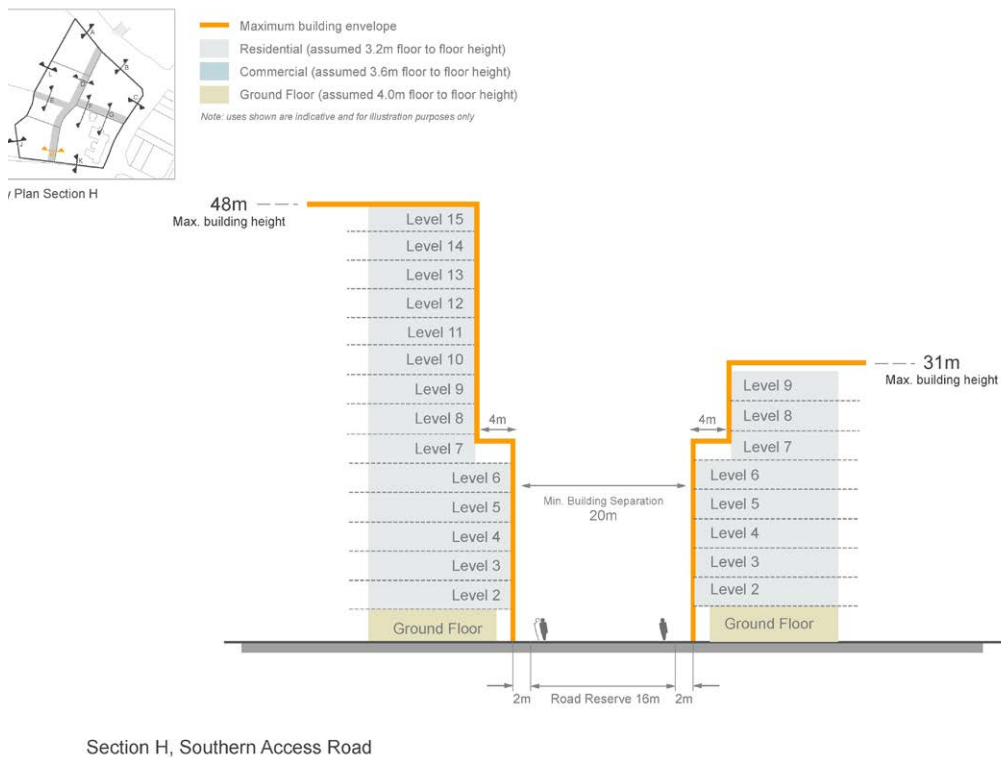 Maximum building envelope
Residential (assumed 3.2m floor to floor height)
Commercial (assumed 3.6m floor to floor height)
Ground Floor (assumed 4.0m floor to floor height)
Note: uses shown are indicative and for illustration purposes only
A
B
C
D
E
F
G
L
K
y Plan Section H
48m
Max. building height
Level 15
Level 14
Level 13
Level 12
Level 11
Level 10
Level 9
Level 8
Level 7
Level 6
Level 5
Level 4
Level 3
Level 2
Ground Floor
4m
4m
Min. Building Separation
20m
31m
Max. building height
Level 9
Level 8
Level 7
Level 6
Level 5
Level 4
Level 3
Level 2
Ground Floor
2m
Road Reserve 16m
2m
Section H, Southern Access Road